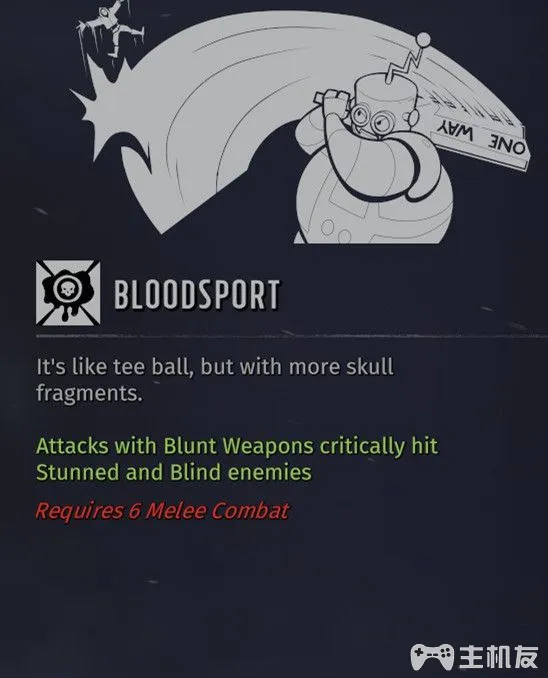 ONE WAY
BLOODSPORT
It's like tee ball, but with more skull
fragments.
Attacks with Blunt Weapons critically hit
Stunned and Blind enemies
Requires 6 Melee Combat
主机友